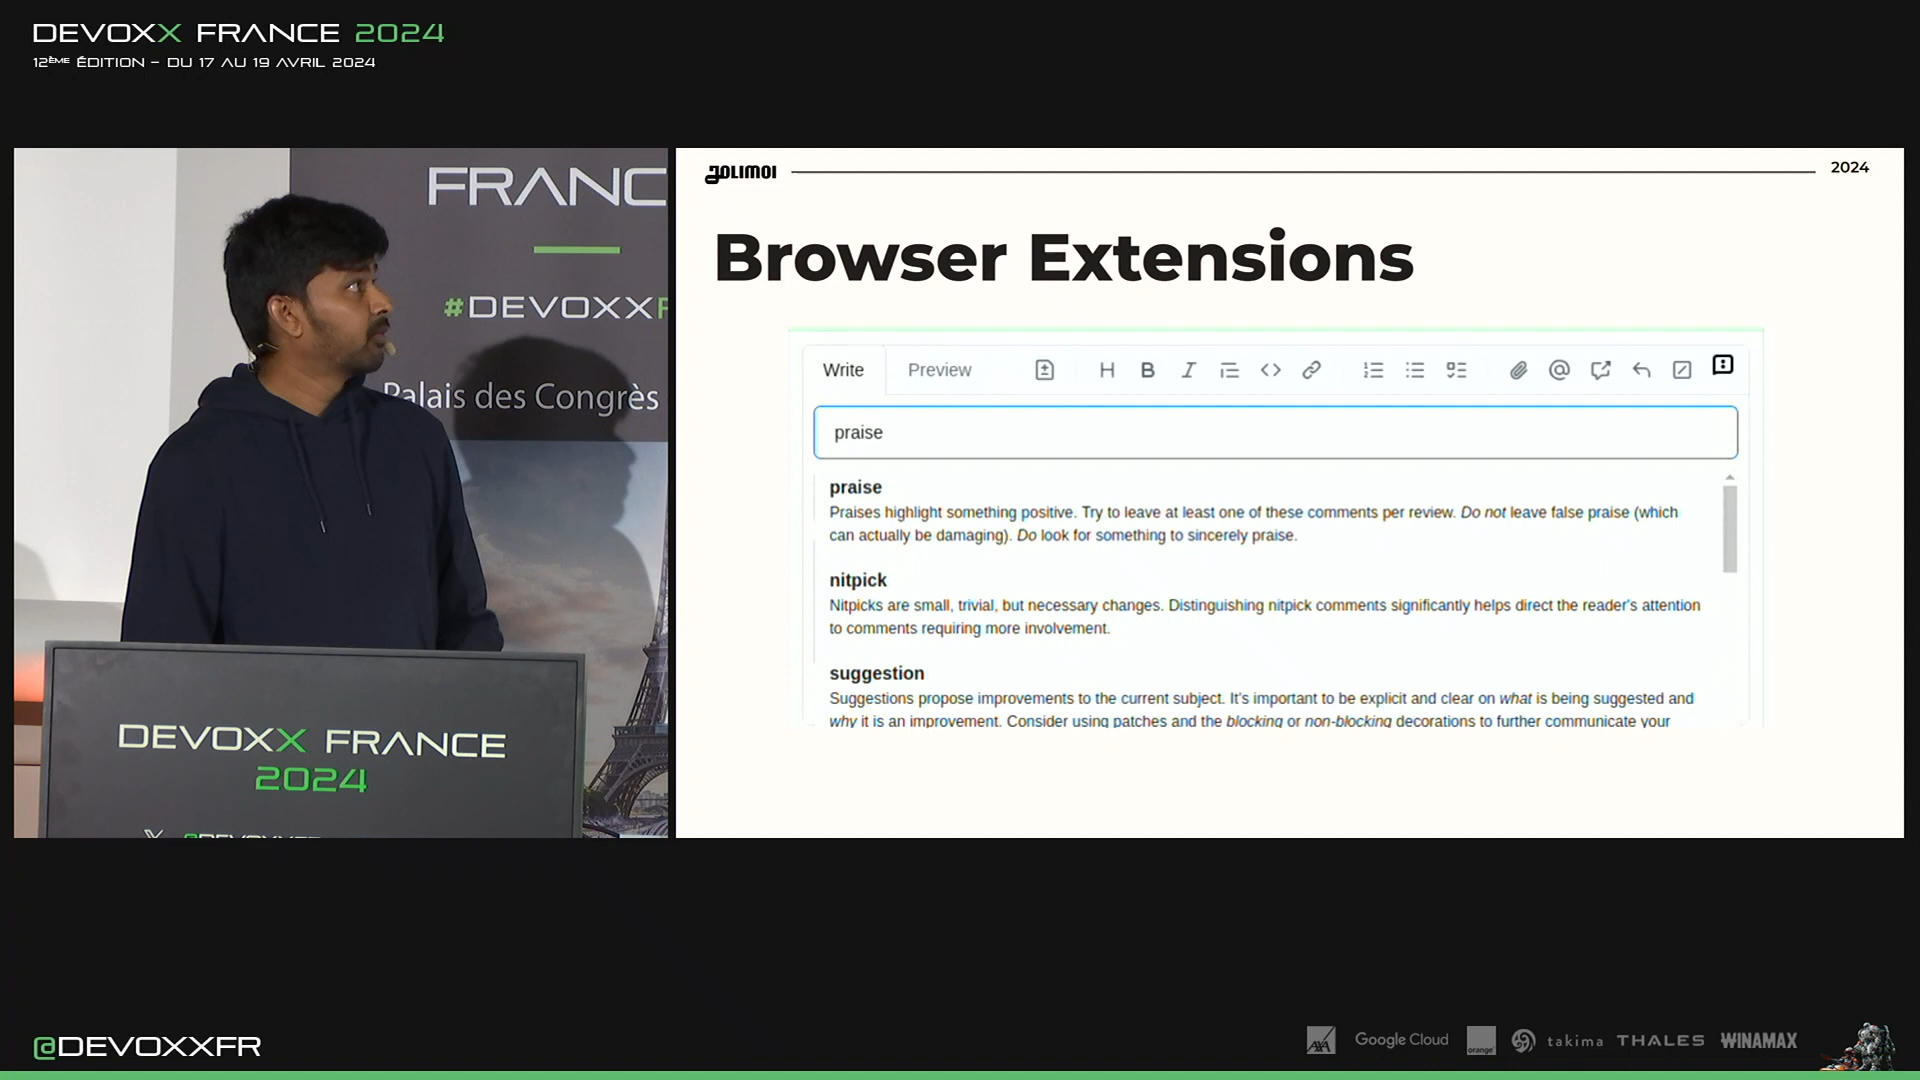 DEVOXX FRANCE 2024
12ÈME ÉDITION - DU 17 AU 19 AVRIL 2024
FRANC
#DEVOXXF
Palais des Congrès
DEVOXX FRANCE
2024
JOLIMOI
2024
Browser Extensions
Write
Preview
praise
praise
Praises highlight something positive. Try to leave at least one of these comments per review. Do not leave false praise (which
can actually be damaging). Do look for something to sincerely praise.
nitpick
Nitpicks are small, trivial, but necessary changes. Distinguishing nitpick comments significantly helps direct the reader's attention
to comments requiring more involvement.
suggestion
Suggestions propose improvements to the current subject. It's important to be explicit and clear on what is being suggested and
why it is an improvement. Consider using patches and the blocking or non-blocking decorations to further communicate your
@DEVOXXFR
AXA
Google Cloud
orange
takima
THALES
WINAMAX